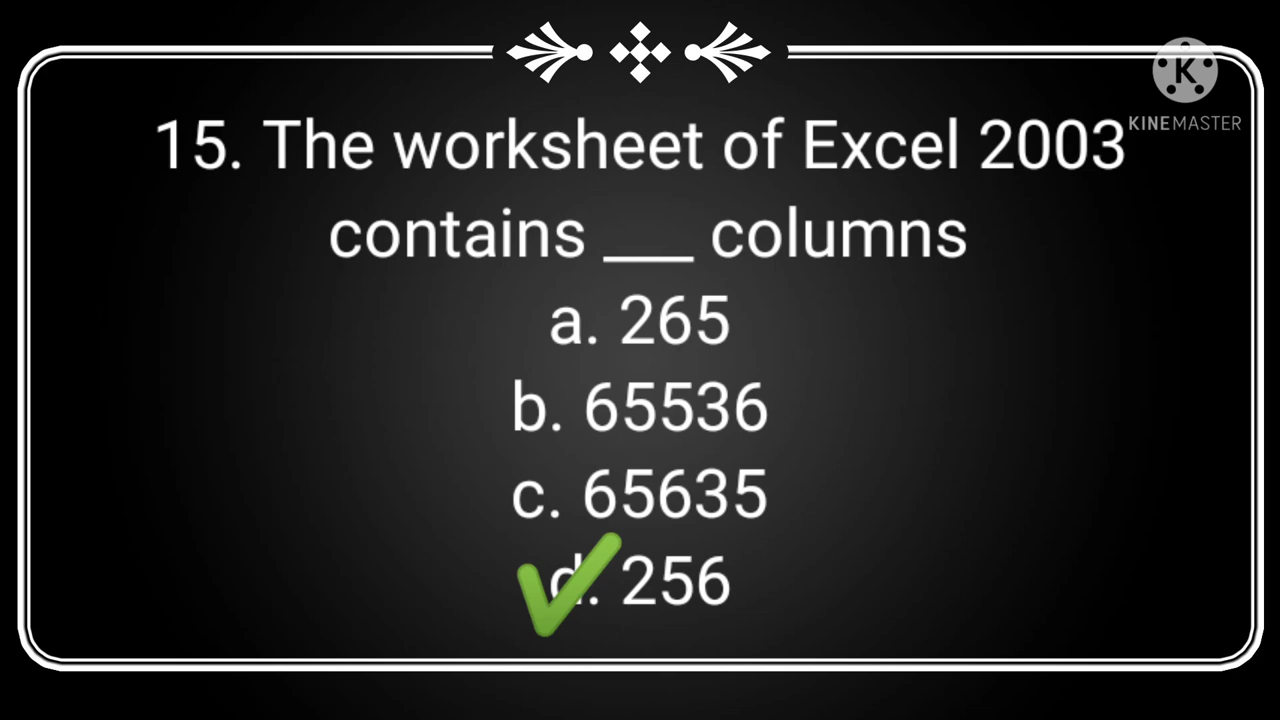 K
KINEMASTER
15. The worksheet of Excel 2003
contains ___ columns
a. 265
b. 65536
c. 65635
d. 256